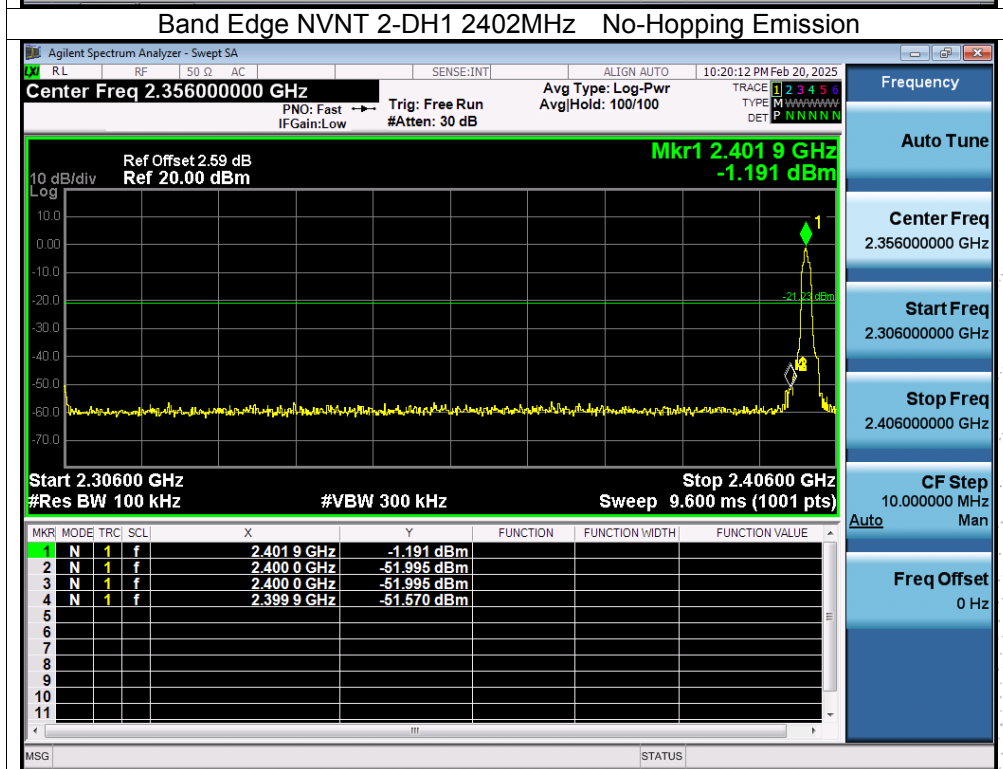 Band Edge NVNT 2-DH1 2402MHz No-Hopping Emission
Agilent Spectrum Analyzer - Swept SA
LXI RL RF 50 Ω AC SENSE:INT ALIGN AUTO 10:20:12 PM Feb 20, 2025
Center Freq 2.356000000 GHz
PNO: Fast
IFGain:Low
Trig: Free Run
#Atten: 30 dB
Avg Type: Log-Pwr
Avg|Hold: 100/100
TRACE 1 2 3 4 5 6
TYPE M WWWWW
DET P N N N N N
Frequency
Auto Tune
Center Freq
2.356000000 GHz
Start Freq
2.306000000 GHz
Stop Freq
2.406000000 GHz
CF Step
10.000000 MHz
Auto Man
Freq Offset
0 Hz
Mkr1 2.401 9 GHz
-1.191 dBm
Ref Offset 2.59 dB
10 dB/div Ref 20.00 dBm
Log
10.0
0.00
-10.0
-20.0
-30.0
-40.0
-50.0
-60.0
-70.0
1
-21.23 dBm
Start 2.30600 GHz Stop 2.40600 GHz
#Res BW 100 kHz #VBW 300 kHz Sweep 9.600 ms (1001 pts)
MKR MODE TRC SCL X Y FUNCTION FUNCTION WIDTH FUNCTION VALUE
1 N 1 f 2.401 9 GHz -1.191 dBm
2 N 1 f 2.400 0 GHz -51.995 dBm
3 N 1 f 2.400 0 GHz -51.995 dBm
4 N 1 f 2.399 9 GHz -51.570 dBm
5
6
7
8
9
10
11
MSG STATUS